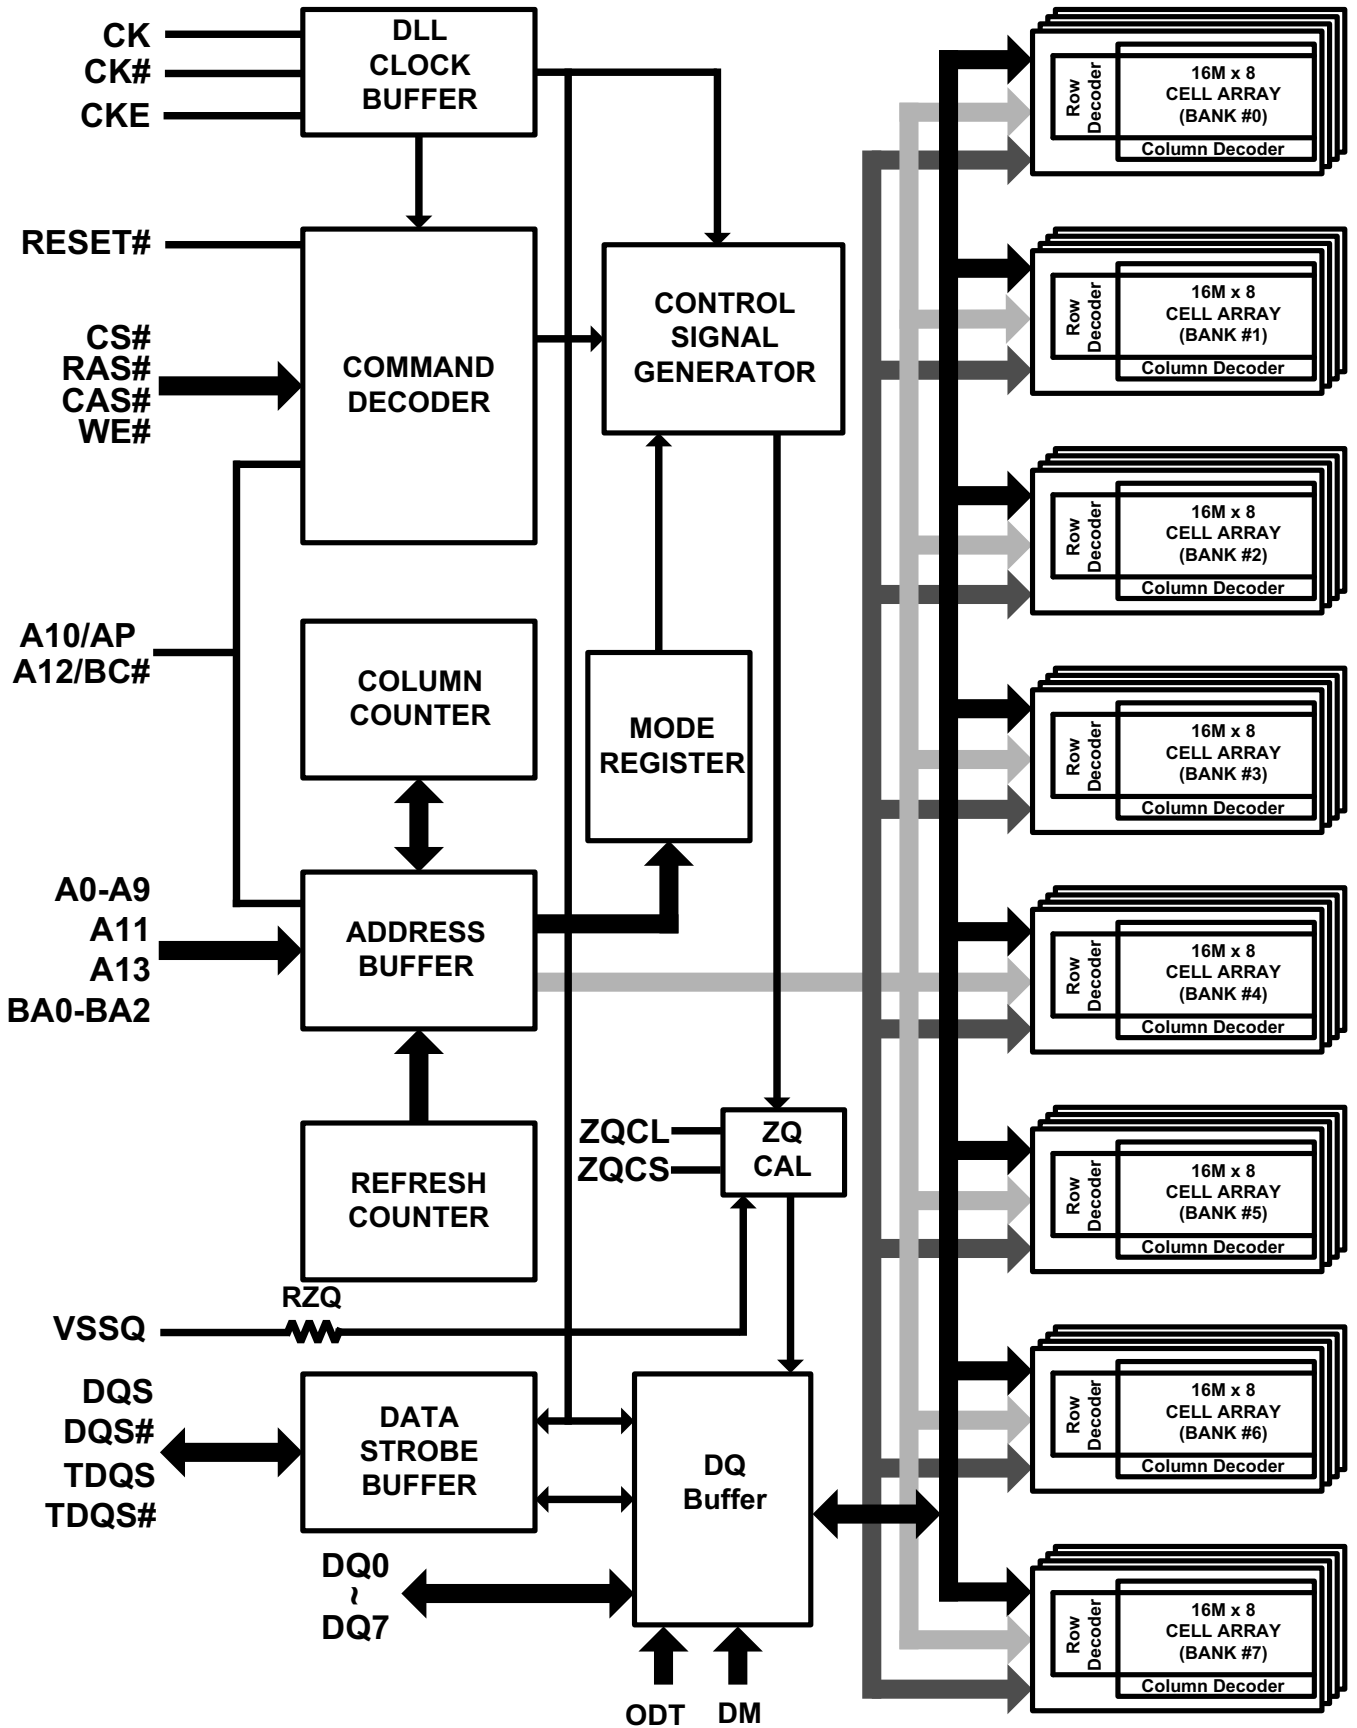 CK
CK#
CKE
DLL
CLOCK
BUFFER
RESET#
CS#
RAS#
CAS#
WE#
COMMAND
DECODER
CONTROL
SIGNAL
GENERATOR
A10/AP
A12/BC#
COLUMN
COUNTER
MODE
REGISTER
A0-A9
A11
A13
BA0-BA2
ADDRESS
BUFFER
REFRESH
COUNTER
ZQCL
ZQCS
ZQ
CAL
RZQ
VSSQ
DQS
DQS#
TDQS
TDQS#
DATA
STROBE
BUFFER
DQ
Buffer
DQ0
~
DQ7
ODT
DM
Row
Decoder
16M x 8
CELL ARRAY
(BANK #0)
Column Decoder
Row
Decoder
16M x 8
CELL ARRAY
(BANK #1)
Column Decoder
Row
Decoder
16M x 8
CELL ARRAY
(BANK #2)
Column Decoder
Row
Decoder
16M x 8
CELL ARRAY
(BANK #3)
Column Decoder
Row
Decoder
16M x 8
CELL ARRAY
(BANK #4)
Column Decoder
Row
Decoder
16M x 8
CELL ARRAY
(BANK #5)
Column Decoder
Row
Decoder
16M x 8
CELL ARRAY
(BANK #6)
Column Decoder
Row
Decoder
16M x 8
CELL ARRAY
(BANK #7)
Column Decoder